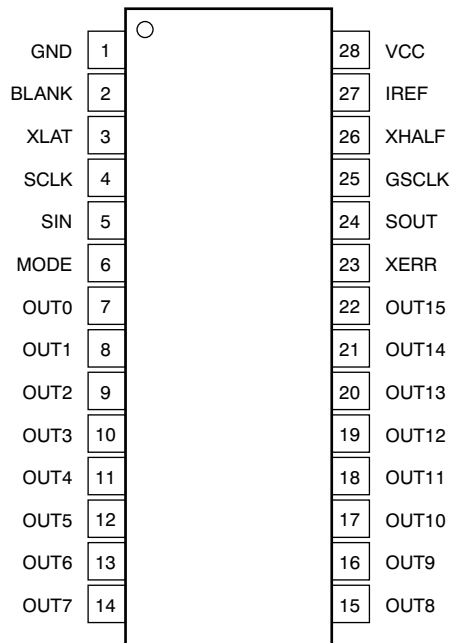 GND 1 28 VCC
BLANK 2 27 IREF
XLAT 3 26 XHALF
SCLK 4 25 GSCLK
SIN 5 24 SOUT
MODE 6 23 XERR
OUT0 7 22 OUT15
OUT1 8 21 OUT14
OUT2 9 20 OUT13
OUT3 10 19 OUT12
OUT4 11 18 OUT11
OUT5 12 17 OUT10
OUT6 13 16 OUT9
OUT7 14 15 OUT8